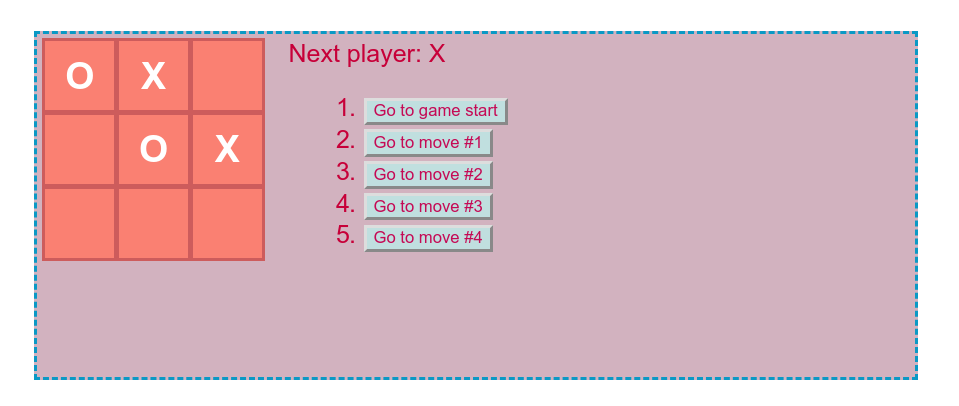 O X
O X
Next player: X
1. Go to game start
2. Go to move #1
3. Go to move #2
4. Go to move #3
5. Go to move #4